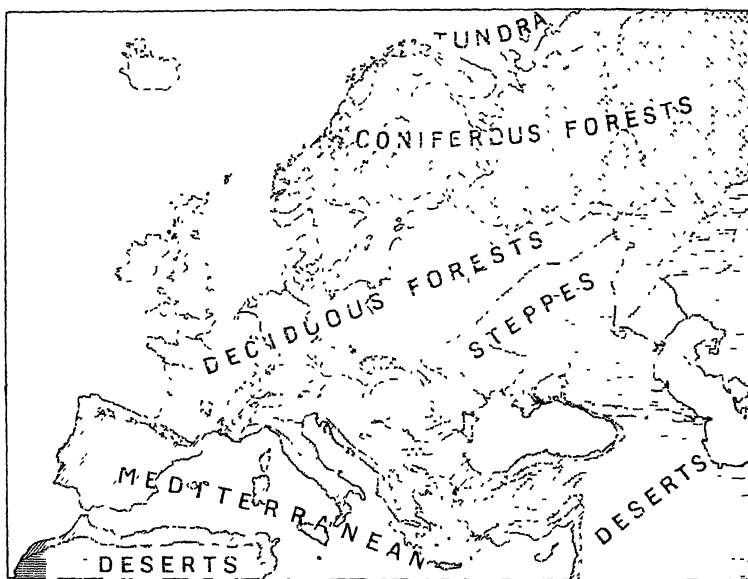 TUNDRA
CONIFEROUS FORESTS
DECIDUOUS FORESTS
STEPPES
MEDITERRANEAN
DESERTS
DESERTS